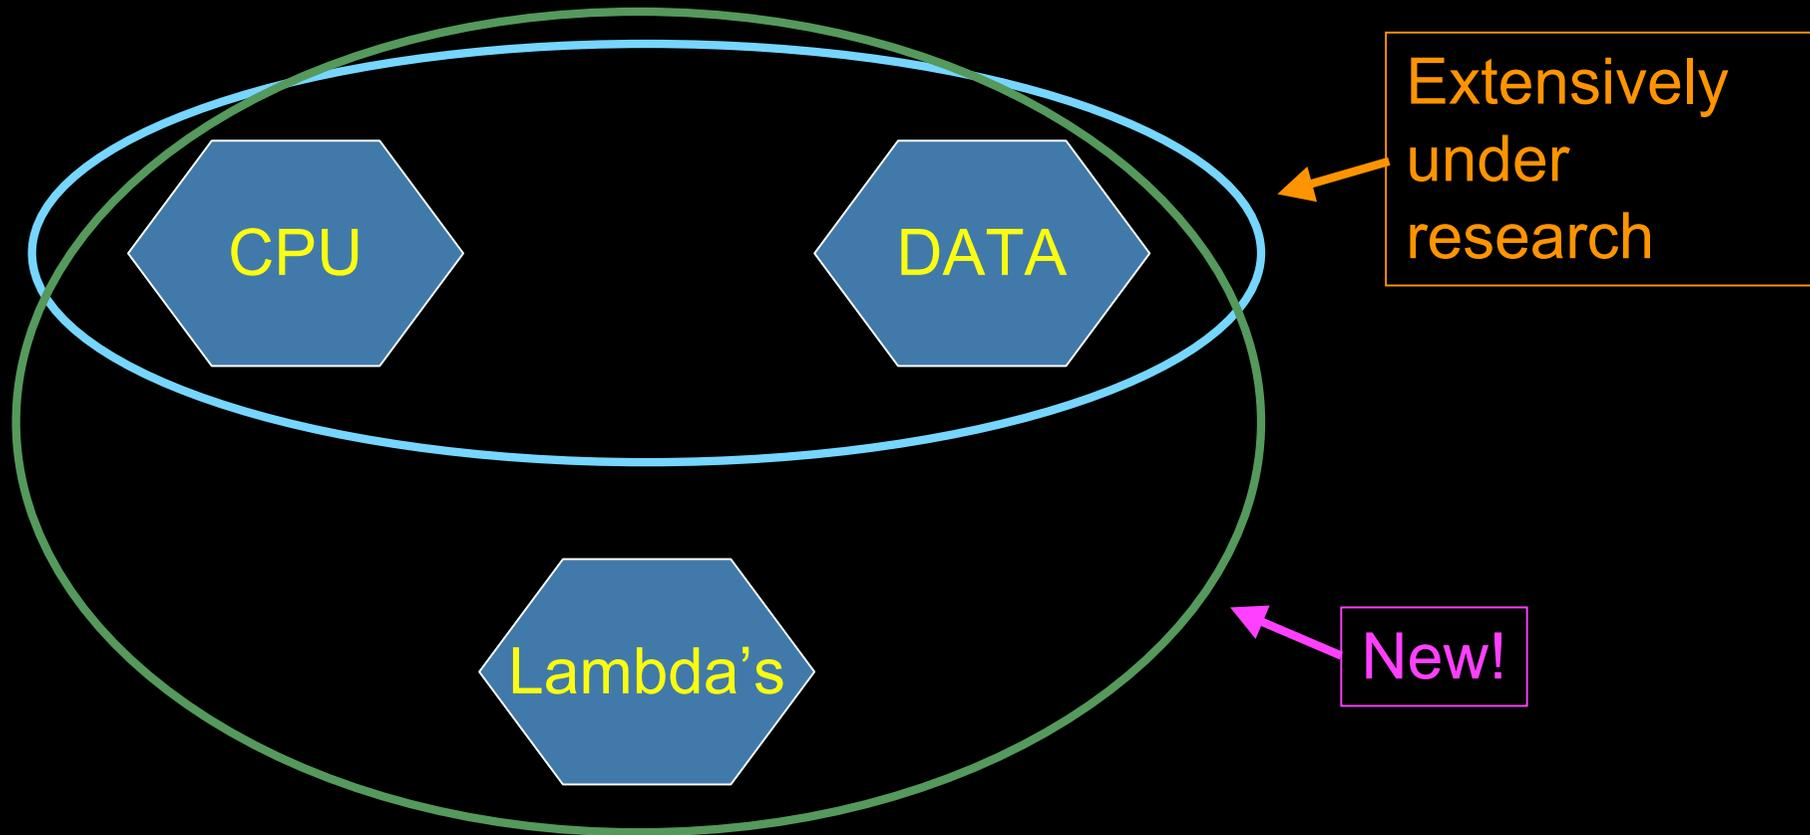 CPU
DATA
Extensively
under
research
Lambda’s
New!